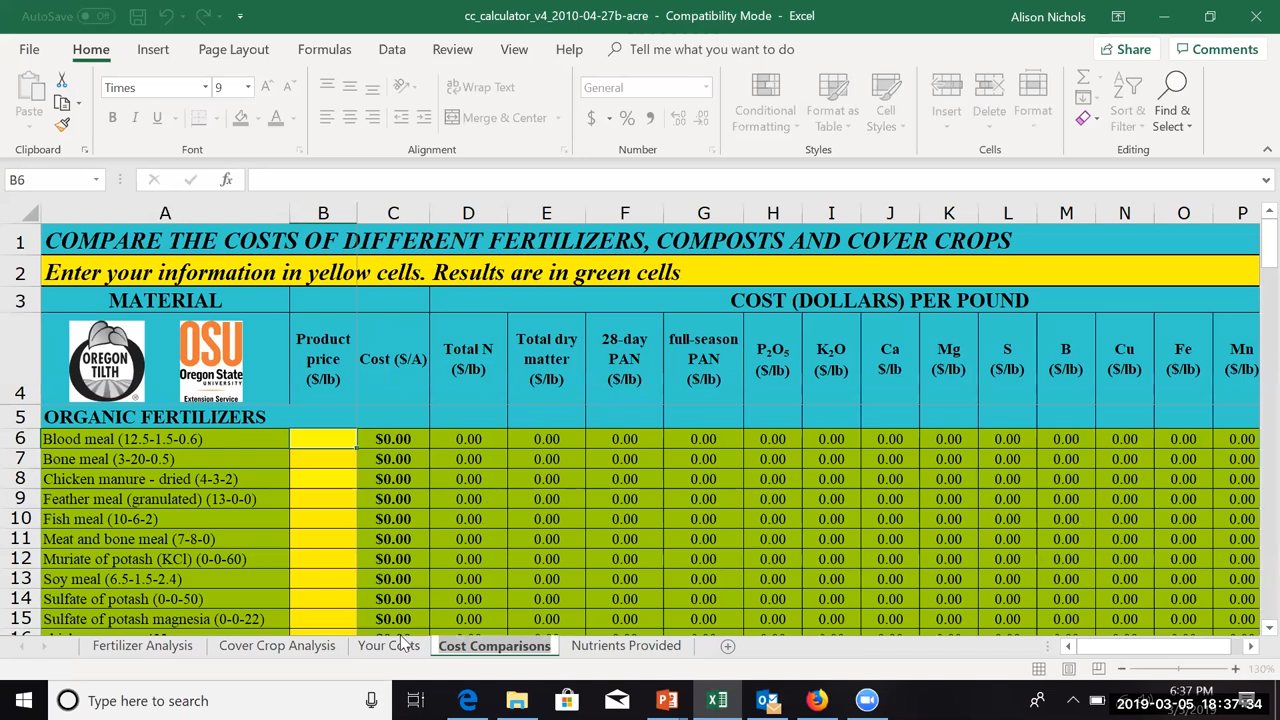 AutoSave Off
cc_calculator_v4_2010-04-27b-acre - Compatibility Mode - Excel
Alison Nichols
File Home Insert Page Layout Formulas Data Review View Help Tell me what you want to do Share Comments
Paste
Times 9
B I U A
Wrap Text
Merge & Center
General
$ %
Conditional Formatting
Format as Table
Cell Styles
Insert Delete Format
Sort & Filter
Find & Select
Clipboard Font Alignment Number Styles Cells Editing
B6 fx
A B C D E F G H I J K L M N O P
1 COMPARE THE COSTS OF DIFFERENT FERTILIZERS, COMPOSTS AND COVER CROPS
2 Enter your information in yellow cells. Results are in green cells
3 MATERIAL COST (DOLLARS) PER POUND
4 OREGON TILTH OSU Oregon State UNIVERSITY Extension Service Product price ($/lb) Cost ($/A) Total N ($/lb) Total dry matter ($/lb) 28-day PAN ($/lb) full-season PAN ($/lb) P₂O₅ ($/lb) K₂O ($/lb) Ca $/lb Mg ($/lb) S ($/lb) B ($/lb) Cu ($/lb) Fe ($/lb) Mn ($/lb)
5 ORGANIC FERTILIZERS
6 Blood meal (12.5-1.5-0.6) $0.00 0.00 0.00 0.00 0.00 0.00 0.00 0.00 0.00 0.00 0.00 0.00 0.00 0.00
7 Bone meal (3-20-0.5) $0.00 0.00 0.00 0.00 0.00 0.00 0.00 0.00 0.00 0.00 0.00 0.00 0.00 0.00
8 Chicken manure - dried (4-3-2) $0.00 0.00 0.00 0.00 0.00 0.00 0.00 0.00 0.00 0.00 0.00 0.00 0.00 0.00
9 Feather meal (granulated) (13-0-0) $0.00 0.00 0.00 0.00 0.00 0.00 0.00 0.00 0.00 0.00 0.00 0.00 0.00 0.00
10 Fish meal (10-6-2) $0.00 0.00 0.00 0.00 0.00 0.00 0.00 0.00 0.00 0.00 0.00 0.00 0.00 0.00
11 Meat and bone meal (7-8-0) $0.00 0.00 0.00 0.00 0.00 0.00 0.00 0.00 0.00 0.00 0.00 0.00 0.00 0.00
12 Muriate of potash (KCl) (0-0-60) $0.00 0.00 0.00 0.00 0.00 0.00 0.00 0.00 0.00 0.00 0.00 0.00 0.00 0.00
13 Soy meal (6.5-1.5-2.4) $0.00 0.00 0.00 0.00 0.00 0.00 0.00 0.00 0.00 0.00 0.00 0.00 0.00 0.00
14 Sulfate of potash (0-0-50) $0.00 0.00 0.00 0.00 0.00 0.00 0.00 0.00 0.00 0.00 0.00 0.00 0.00 0.00
15 Sulfate of potash magnesia (0-0-22) $0.00 0.00 0.00 0.00 0.00 0.00 0.00 0.00 0.00 0.00 0.00 0.00 0.00 0.00
Fertilizer Analysis Cover Crop Analysis Your Costs Cost Comparisons Nutrients Provided
130%
Type here to search
6:37 PM
2019-03-05 18:37:34